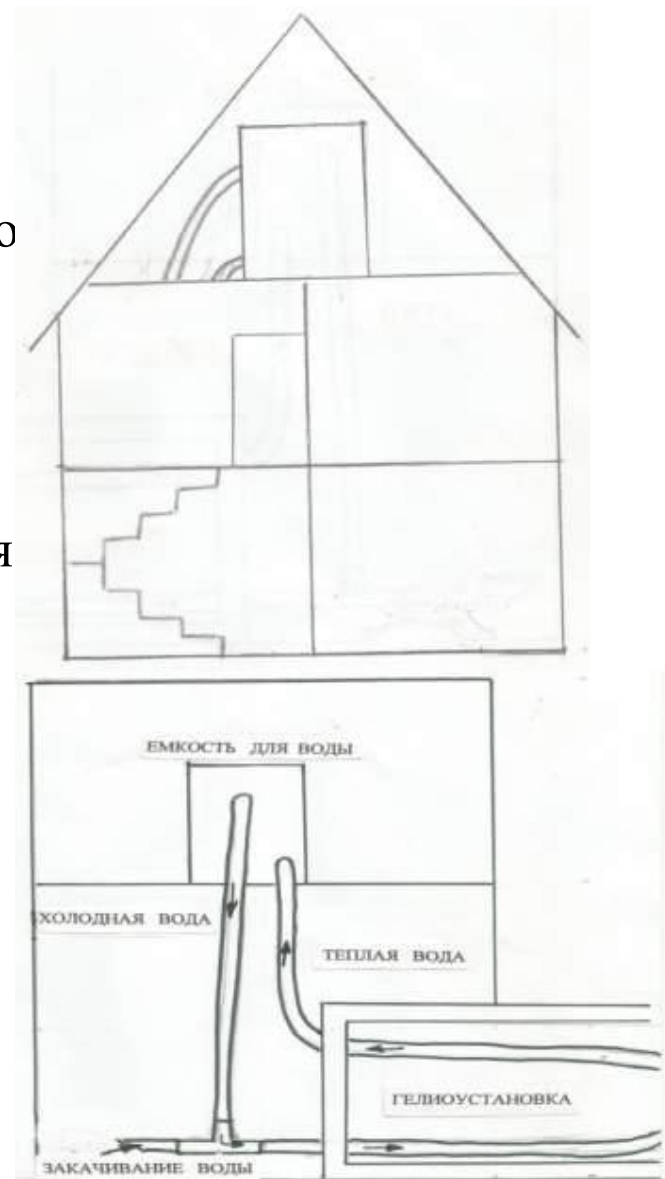 о
я
ЕМКОСТЬ ДЛЯ ВОДЫ
ХОЛОДНАЯ ВОДА
ТЕПЛАЯ ВОДА
ГЕЛИОУСТАНОВКА
ЗАКАЧИВАНИЕ ВОДЫ